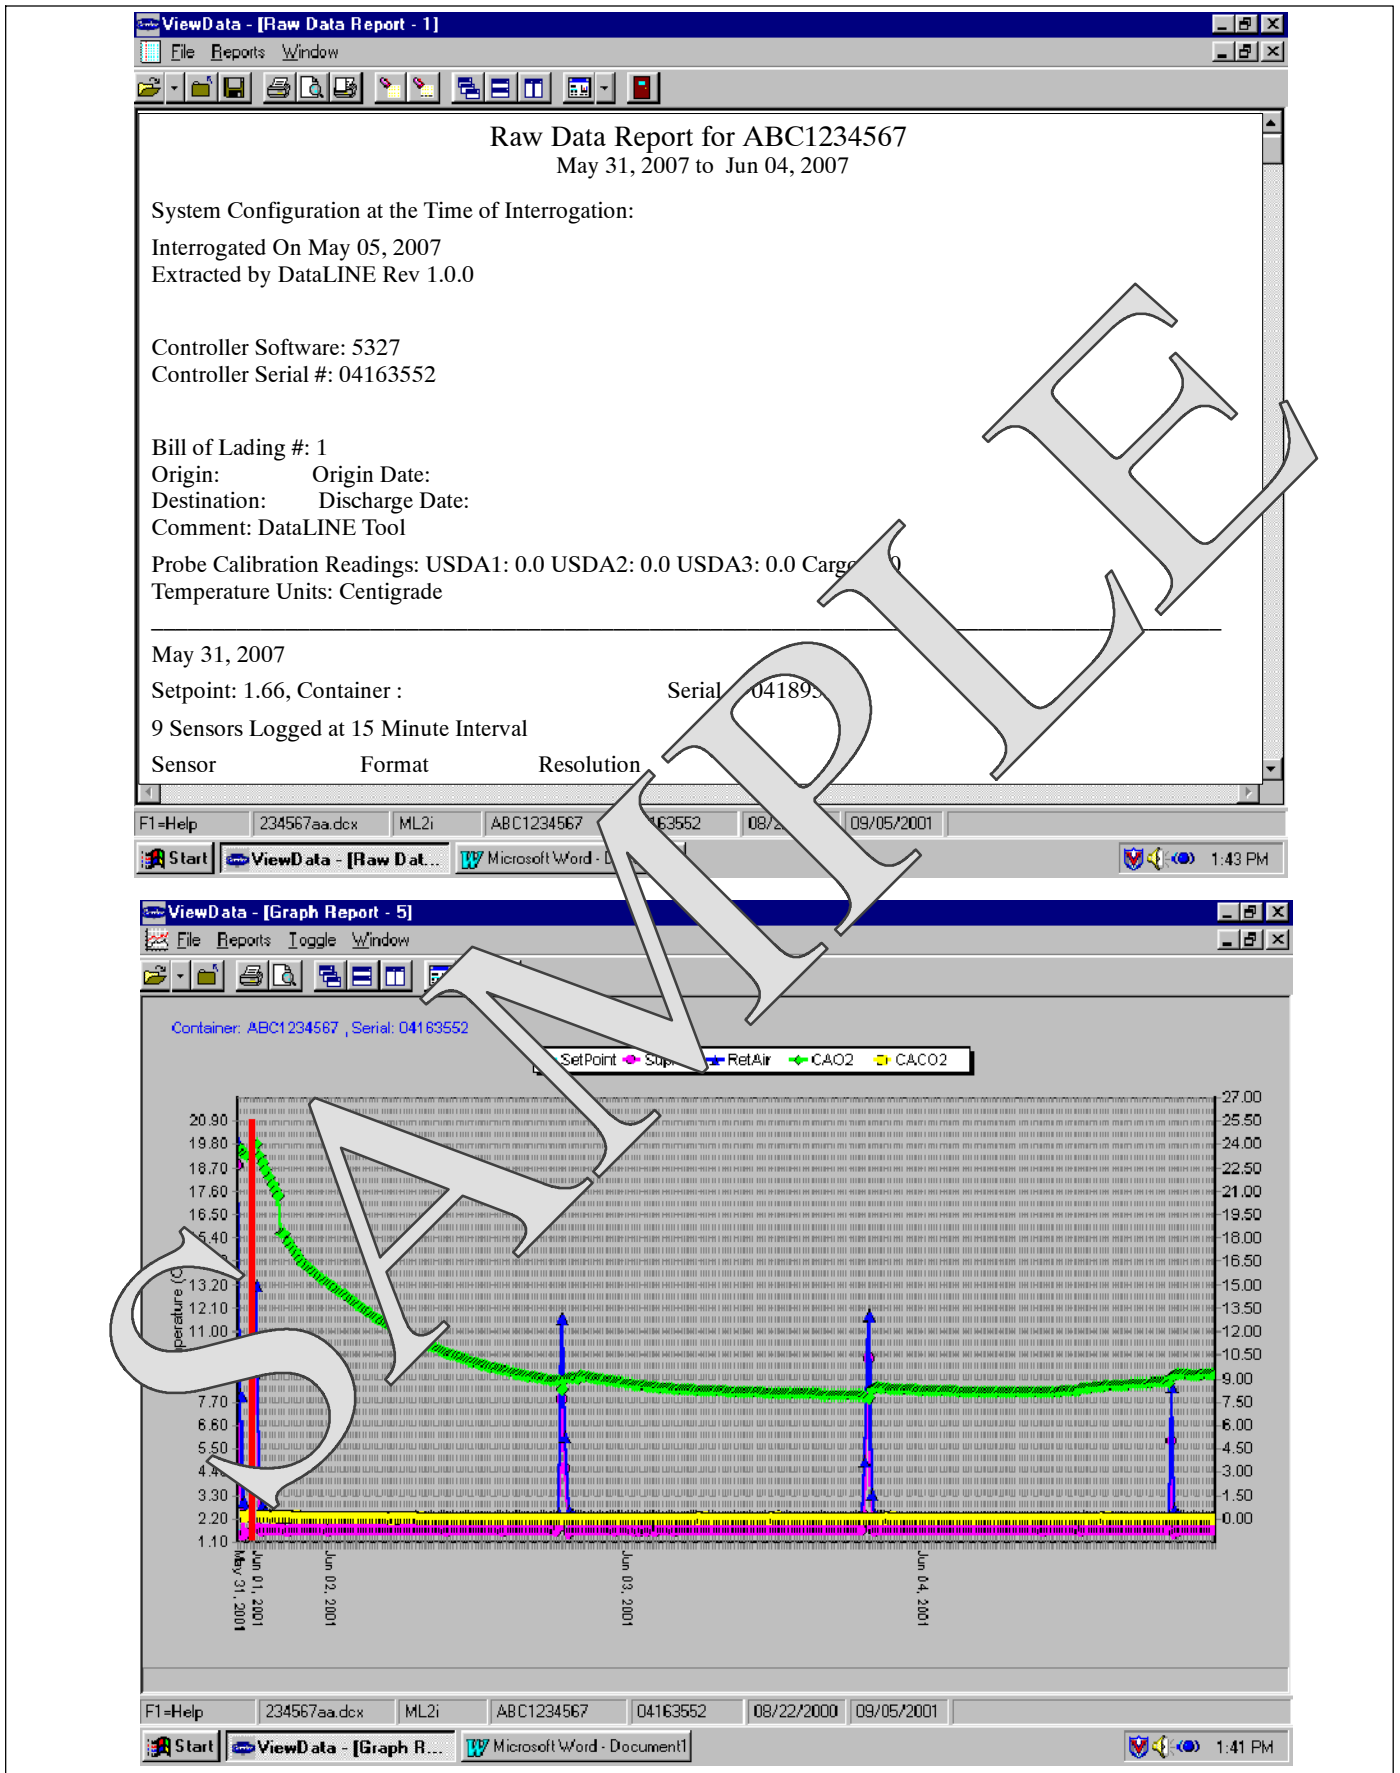 ViewData - [Raw Data Report - 1]
File Reports Window
Raw Data Report for ABC1234567
May 31, 2007 to Jun 04, 2007
System Configuration at the Time of Interrogation:
Interrogated On May 05, 2007
Extracted by DataLINE Rev 1.0.0
Controller Software: 5327
Controller Serial #: 04163552
Bill of Lading #: 1
Origin: Origin Date:
Destination: Discharge Date:
Comment: DataLINE Tool
Probe Calibration Readings: USDA1: 0.0 USDA2: 0.0 USDA3: 0.0
Temperature Units: Centigrade
May 31, 2007
Setpoint: 1.66, Container : Serial
9 Sensors Logged at 15 Minute Interval
Sensor Format Resolution
F1=Help 234567aa.dcx ML2i ABC1234567 09/05/2001
Start ViewData - [Raw Dat... Microsoft Word - 1:43 PM
SAMPLE
ViewData - [Graph Report - 5]
File Reports Toggle Window
Container: ABC1234567 , Serial: 04163552
SetPoint RetAir CAO2 CACO2
27.00
20.90 25.50
19.80 24.00
18.70 22.50
17.60 21.00
16.50 19.50
18.00
16.50
13.20 15.00
12.10 13.50
11.00 12.00
10.50
9.00
7.70 7.50
6.60 6.00
5.50 4.50
3.00
3.30 1.50
2.20 0.00
1.10
May 31, 2001
Jun 01, 2001
Jun 02, 2001
Jun 03, 2001
Jun 04, 2001
F1=Help 234567aa.dcx ML2i ABC1234567 04163552 08/22/2000 09/05/2001
Start ViewData - [Graph R... Microsoft Word - Document1 1:41 PM